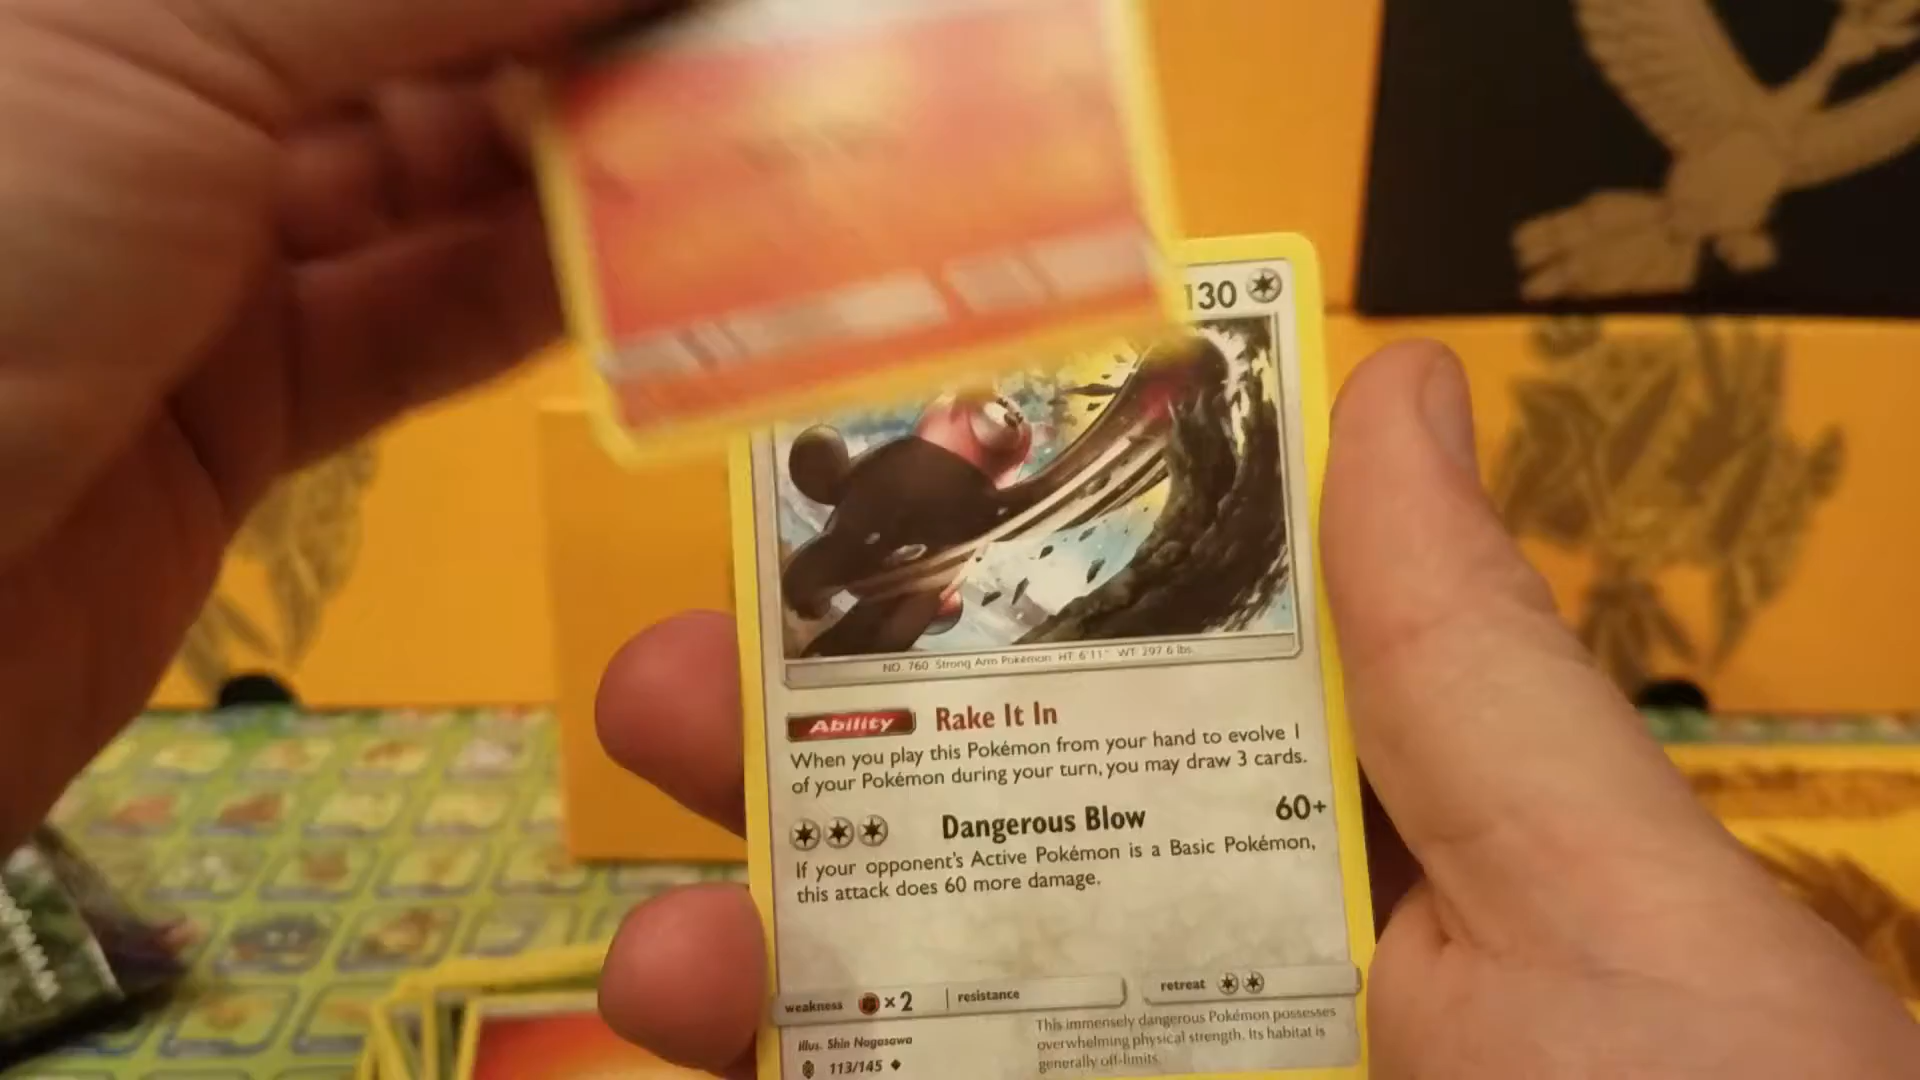 130
NO. 760 Strong Arm Pokémon HT: 6'11" WT: 297.6 lbs.
Ability Rake It In
When you play this Pokémon from your hand to evolve 1
of your Pokémon during your turn, you may draw 3 cards.
Dangerous Blow 60+
If your opponent's Active Pokémon is a Basic Pokémon,
this attack does 60 more damage.
weakness ×2 resistance retreat
Illus. Shin Nagasawa
113/145
This immensely dangerous Pokémon possesses
overwhelming physical strength. Its habitat is
generally off-limits.